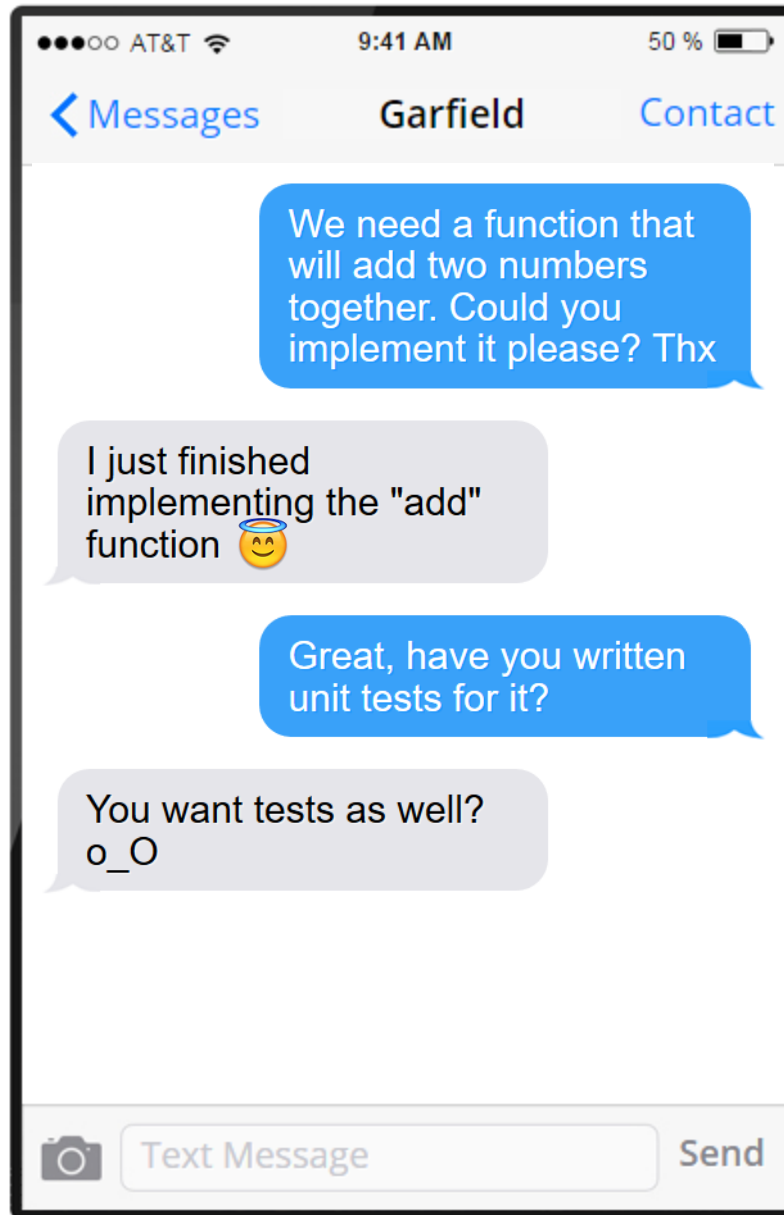 AT&T 9:41 AM 50 %
Messages Garfield Contact
We need a function that
will add two numbers
together. Could you
implement it please? Thx
I just finished
implementing the "add"
function 😇
Great, have you written
unit tests for it?
You want tests as well?
o_O
Text Message Send